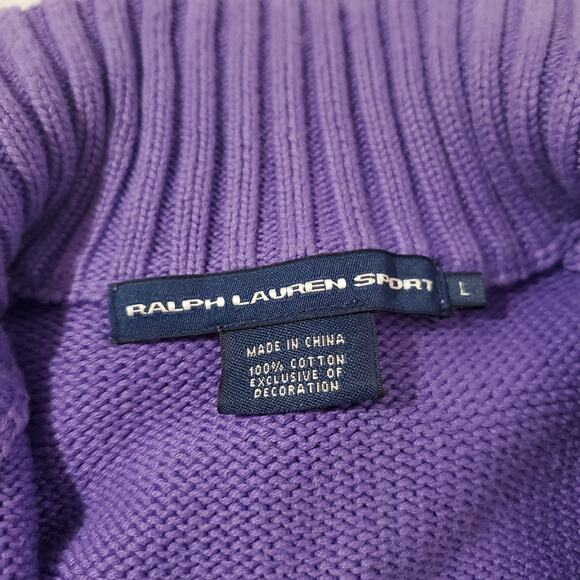 RALPH LAUREN SPORT L
MADE IN CHINA
100% COTTON
EXCLUSIVE OF
DECORATION